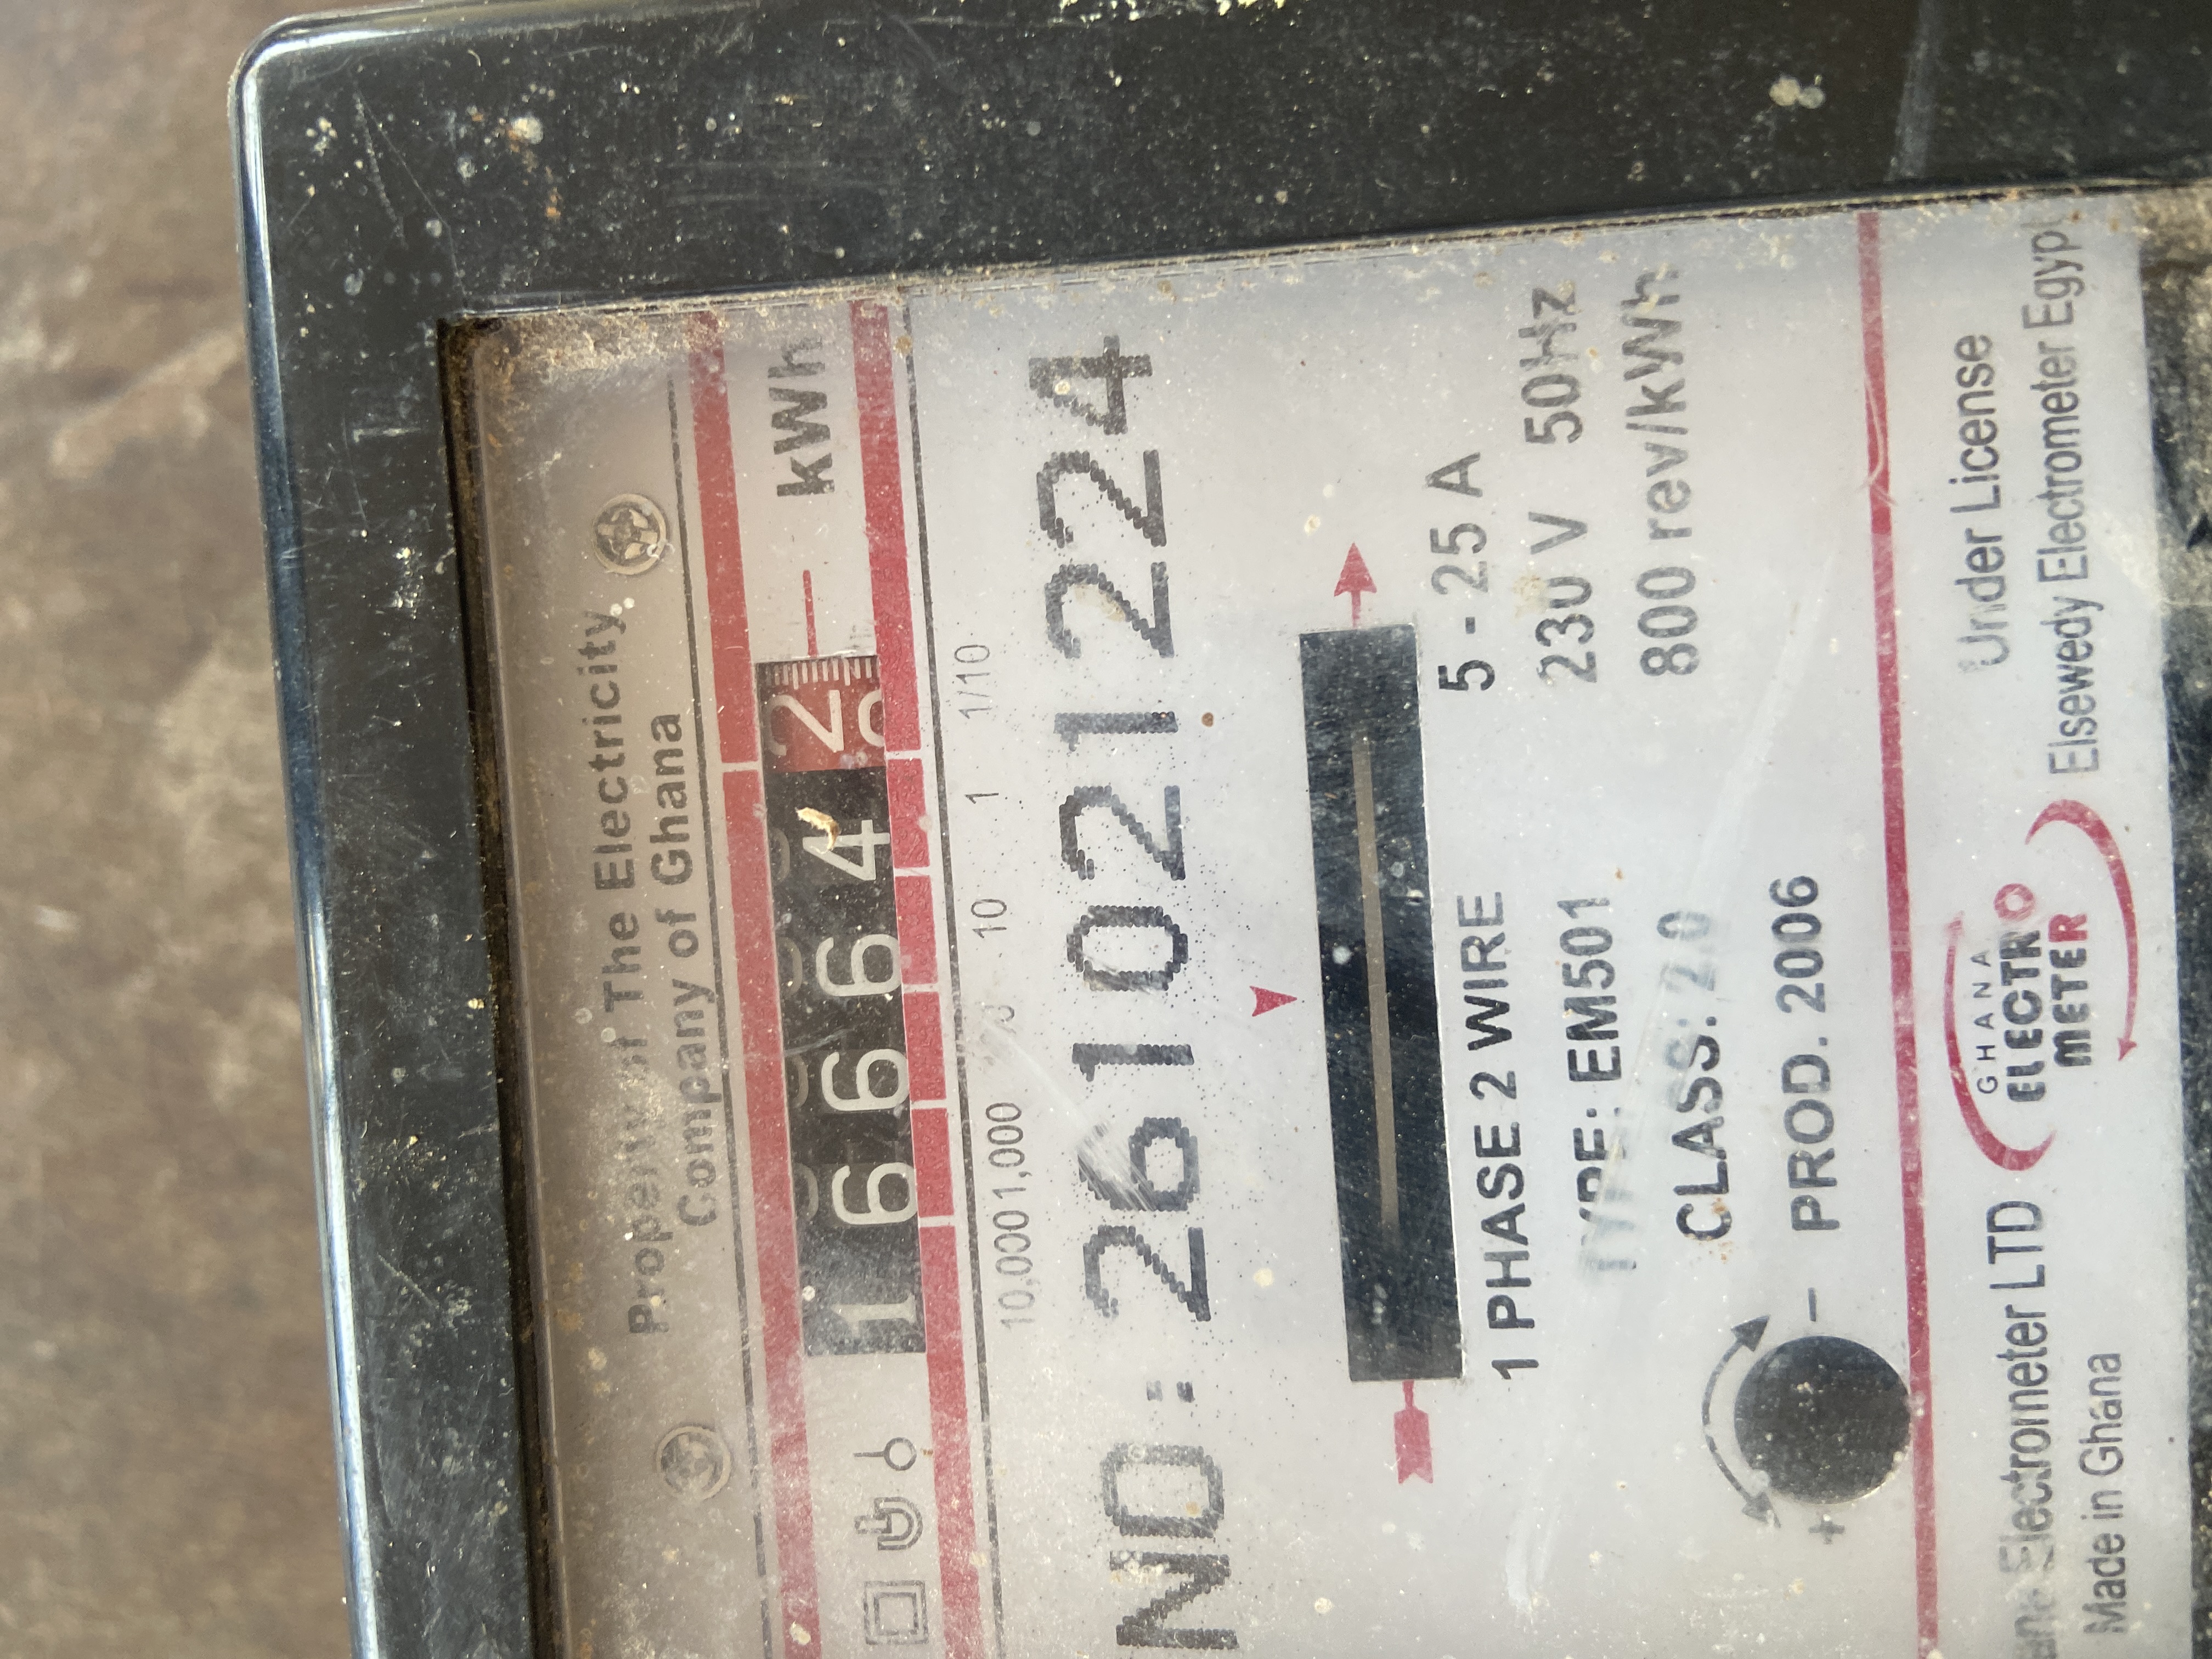 Property of The Electricity
Company of Ghana
1 6 6 6 4 2 kWh
10,000 1,000 10 1 1/10
NO: 261021224
1 PHASE 2 WIRE 5 - 25 A
TYPE: EM501 230 V 50Hz
CLASS: 2.0 800 rev/kWh
+ − PROD. 2006
Electrometer LTD
Made in Ghana
GHANA
ELECTRO
METER
Under License
Elsewedy Electrometer Egypt